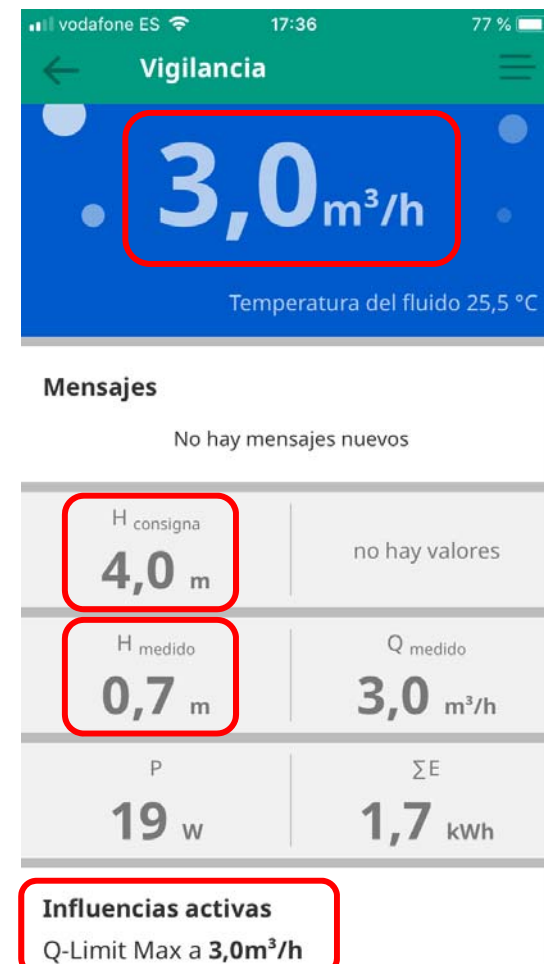 vodafone ES 17:36 77 %
Vigilancia
3,0 m³/h
Temperatura del fluido 25,5 °C
Mensajes
No hay mensajes nuevos
H consigna
4,0 m
no hay valores
H medido
0,7 m
Q medido
3,0 m³/h
P
19 W
∑E
1,7 kWh
Influencias activas
Q-Limit Max a 3,0m³/h